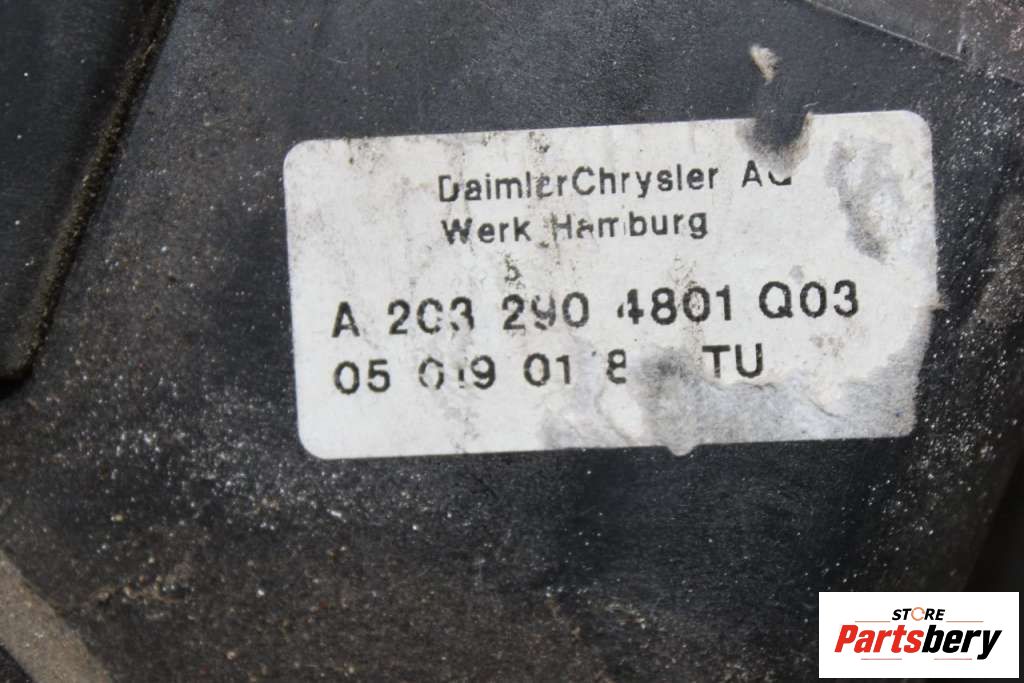 DaimlerChrysler AG
Werk Hamburg
A 203 290 4801 Q03
05 019 01 8 TU
STORE
Partsbery